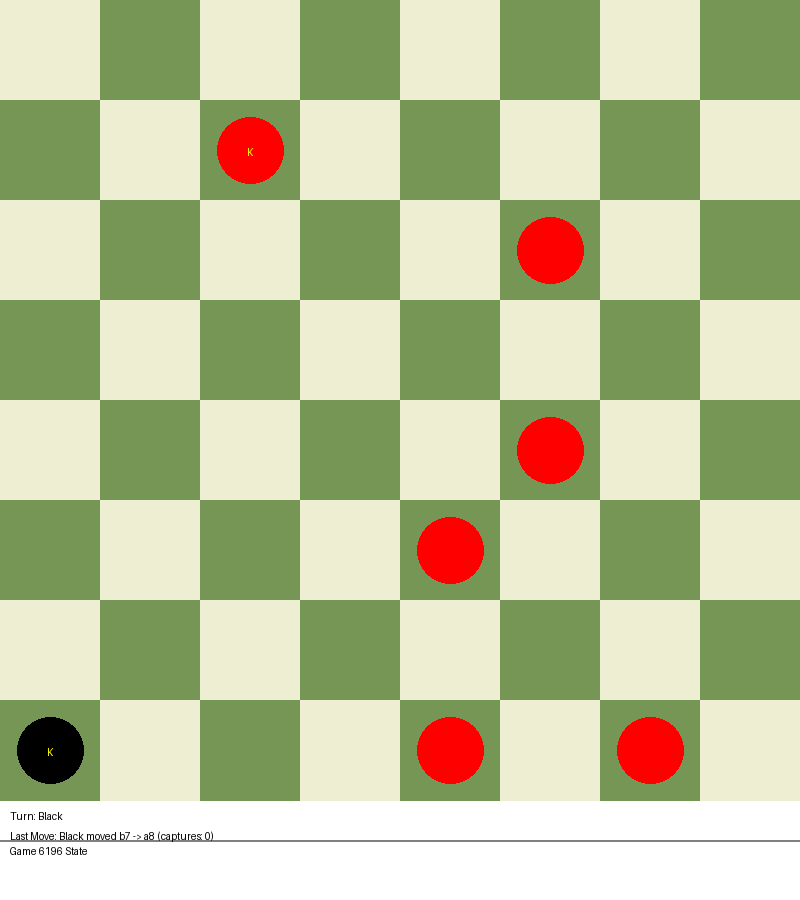 K
K
Turn: Black
Last Move: Black moved b7 -> a8 (captures: 0)
Game 6196 State